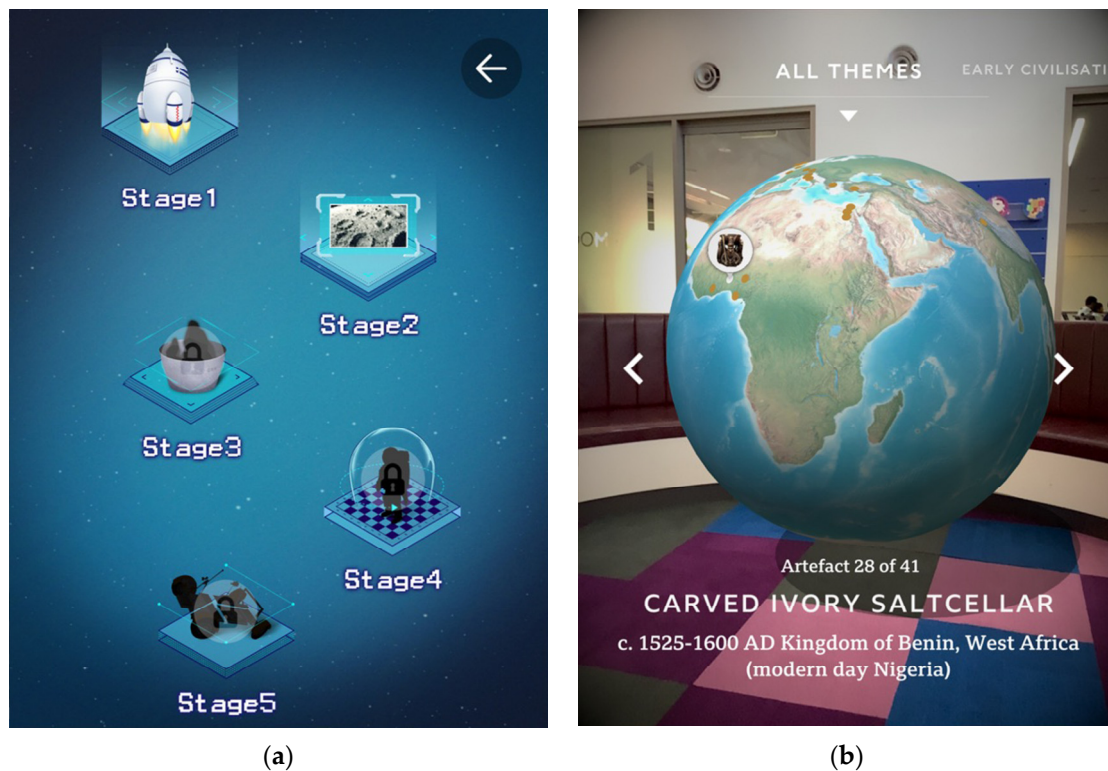 Stage1
Stage2
Stage3
Stage4
Stage5
ALL THEMES
EARLY CIVILISATI
Artefact 28 of 41
CARVED IVORY SALTCELLAR
c. 1525-1600 AD Kingdom of Benin, West Africa
(modern day Nigeria)
(a)
(b)